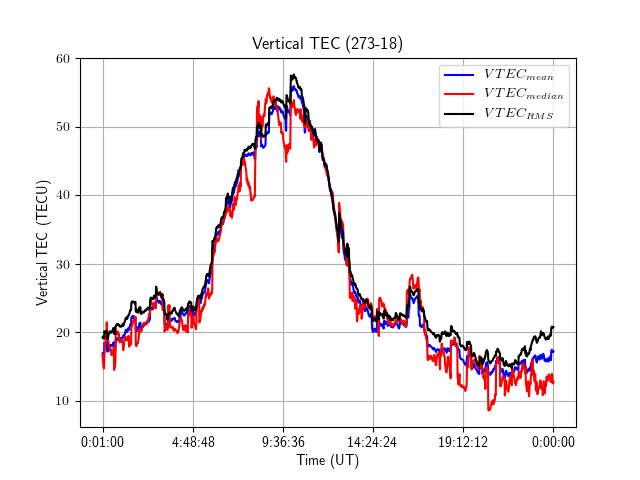 Vertical TEC (273-18)
VTEC_mean
VTEC_median
VTEC_RMS
Vertical TEC (TECU)
60
50
40
30
20
10
0:01:00 4:48:48 9:36:36 14:24:24 19:12:12 0:00:00
Time (UT)